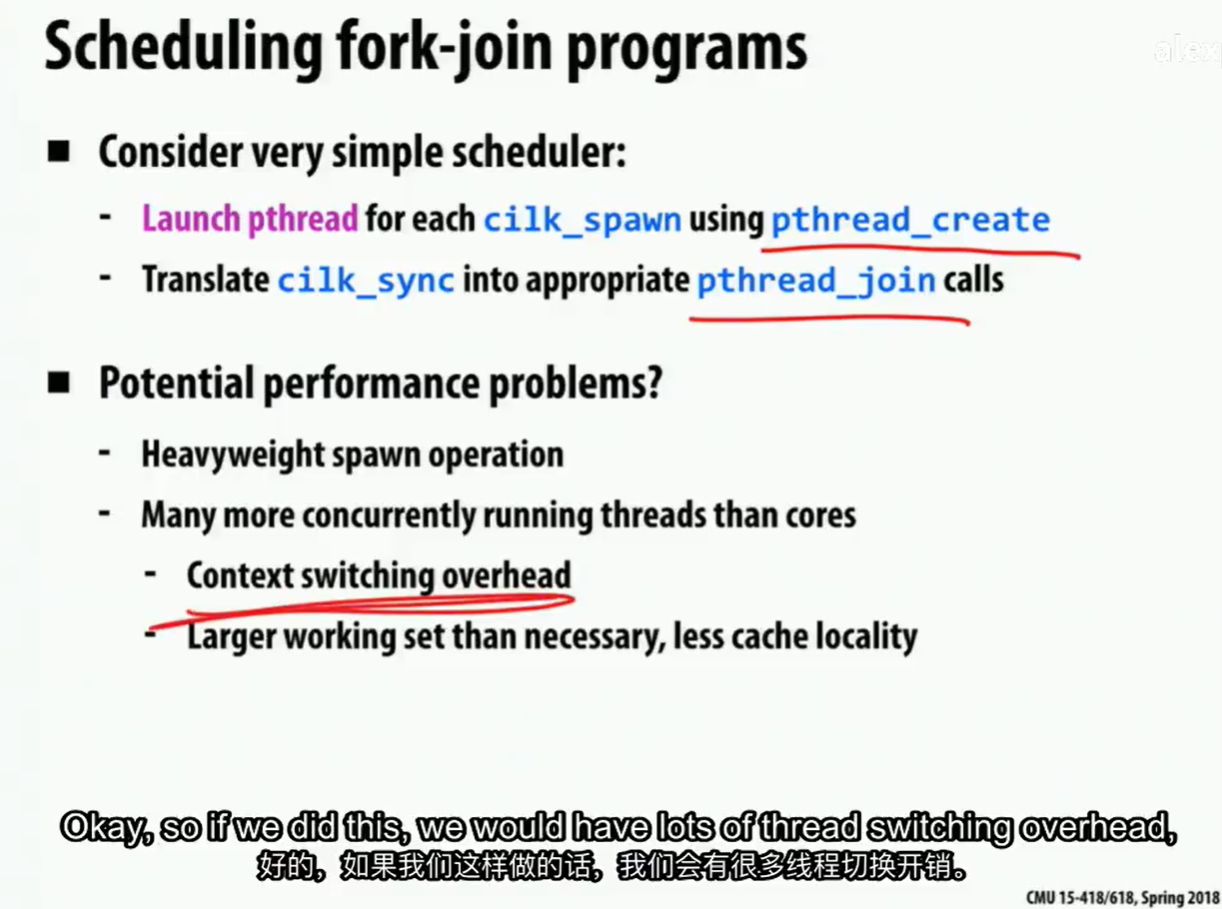 Scheduling fork-join programs
alex
■ Consider very simple scheduler:
- Launch pthread for each cilk_spawn using pthread_create
- Translate cilk_sync into appropriate pthread_join calls
■ Potential performance problems?
- Heavyweight spawn operation
- Many more concurrently running threads than cores
- Context switching overhead
- Larger working set than necessary, less cache locality
Okay, so if we did this, we would have lots of thread switching overhead,
好的，如果我们这样做的话，我们会有很多线程切换开销。
CMU 15-418/618, Spring 2018